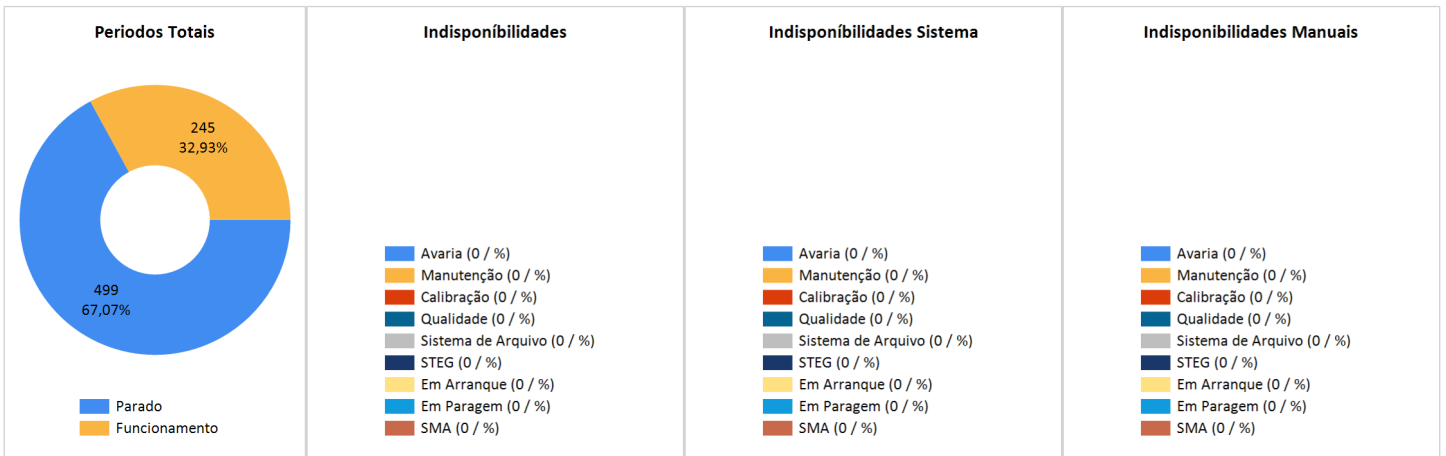 Periodos Totais
245
32,93%
499
67,07%
Parado
Funcionamento
Indisponíbilidades
Avaria (0 / %)
Manutenção (0 / %)
Calibração (0 / %)
Qualidade (0 / %)
Sistema de Arquivo (0 / %)
STEG (0 / %)
Em Arranque (0 / %)
Em Paragem (0 / %)
SMA (0 / %)
Indisponíbilidades Sistema
Avaria (0 / %)
Manutenção (0 / %)
Calibração (0 / %)
Qualidade (0 / %)
Sistema de Arquivo (0 / %)
STEG (0 / %)
Em Arranque (0 / %)
Em Paragem (0 / %)
SMA (0 / %)
Indisponibilidades Manuais
Avaria (0 / %)
Manutenção (0 / %)
Calibração (0 / %)
Qualidade (0 / %)
Sistema de Arquivo (0 / %)
STEG (0 / %)
Em Arranque (0 / %)
Em Paragem (0 / %)
SMA (0 / %)